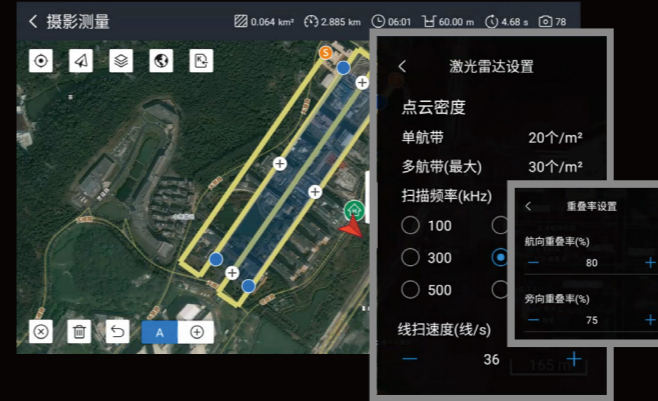 摄影测量
0.064 km² 2.885 km 06:01 60.00 m 4.68 s 78
S
H
A
激光雷达设置
点云密度
单航带 20个/m²
多航带(最大) 30个/m²
扫描频率(kHz)
100
300
500
线扫速度(线/s)
— 36 +
165 m
重叠率设置
航向重叠率(%)
— 80 +
旁向重叠率(%)
— 75 +